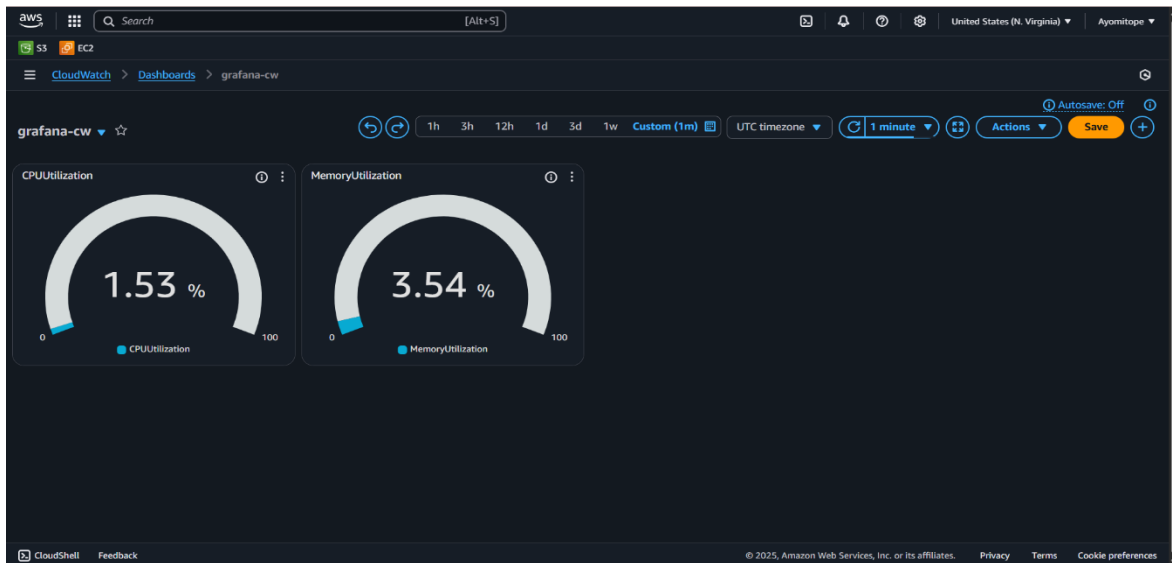 aws Search [Alt+S] United States (N. Virginia) Ayomitope
S3 EC2
CloudWatch > Dashboards > grafana-cw
Autosave: Off
grafana-cw 1h 3h 12h 1d 3d 1w Custom (1m) UTC timezone 1 minute Actions Save
CPUUtilization MemoryUtilization
1.53 % 3.54 %
0 100 0 100
CPUUtilization MemoryUtilization
CloudShell Feedback © 2025, Amazon Web Services, Inc. or its affiliates. Privacy Terms Cookie preferences